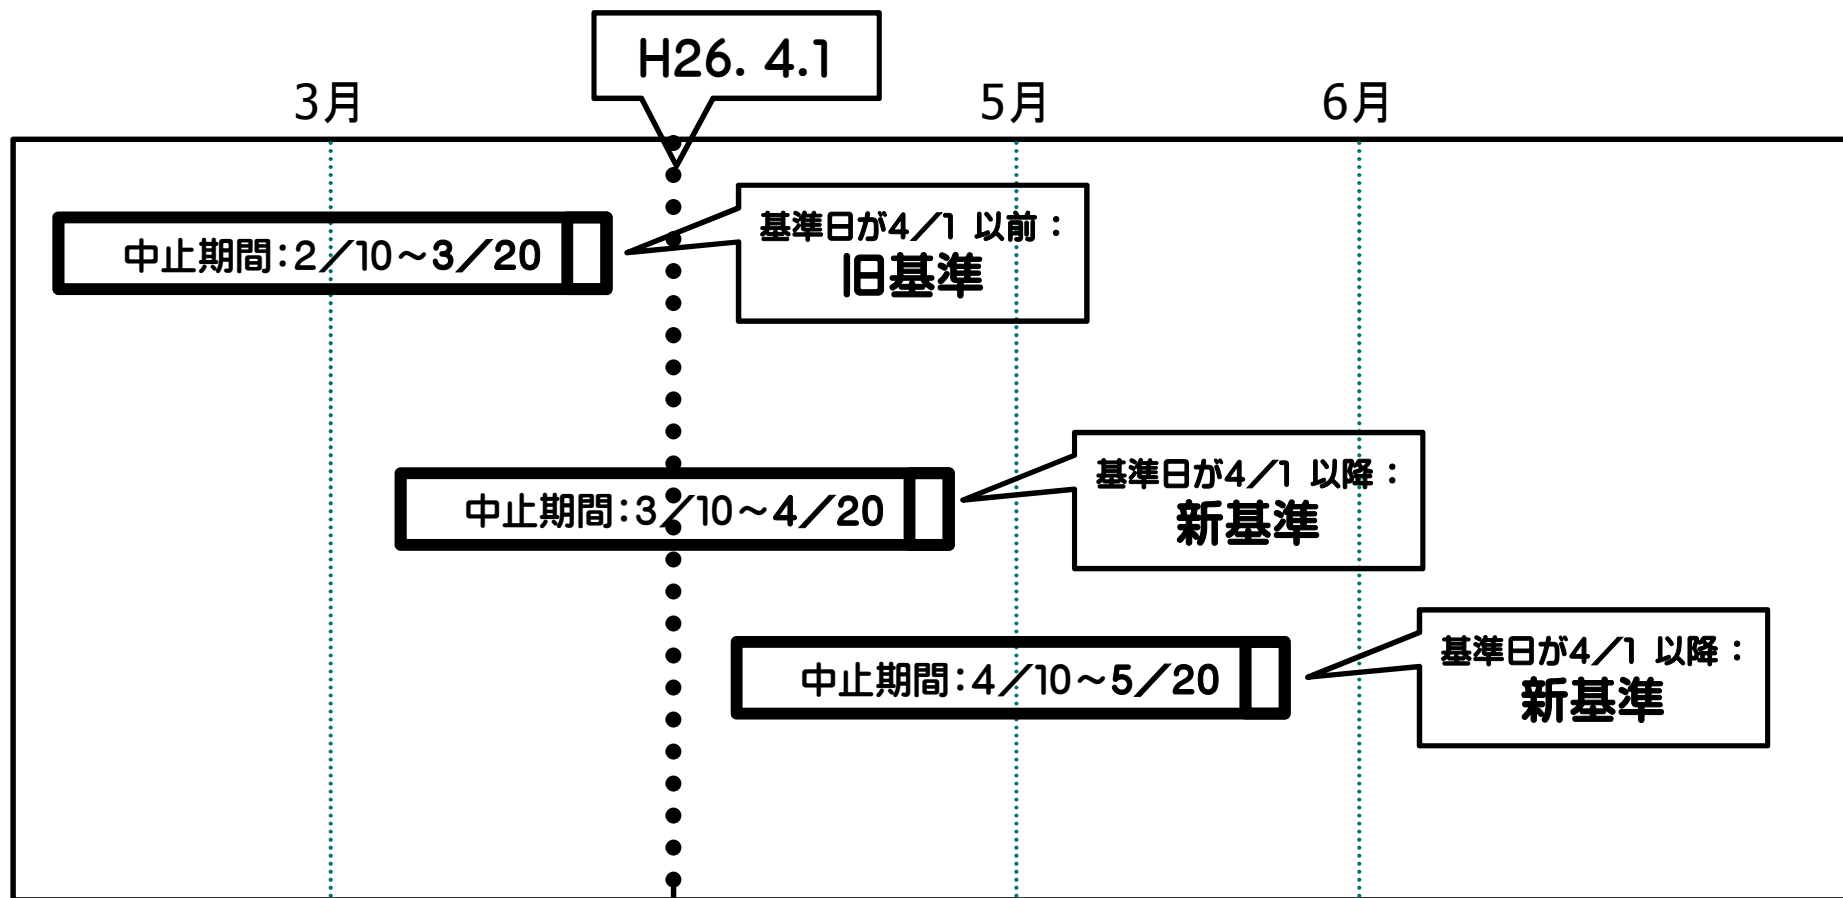 H26. 4.1
3月
5月
6月
中止期間:2／10～3／20
基準日が4／1 以前：
旧基準
中止期間:3／10～4／20
基準日が4／1 以降：
新基準
中止期間:4／10～5／20
基準日が4／1 以降：
新基準